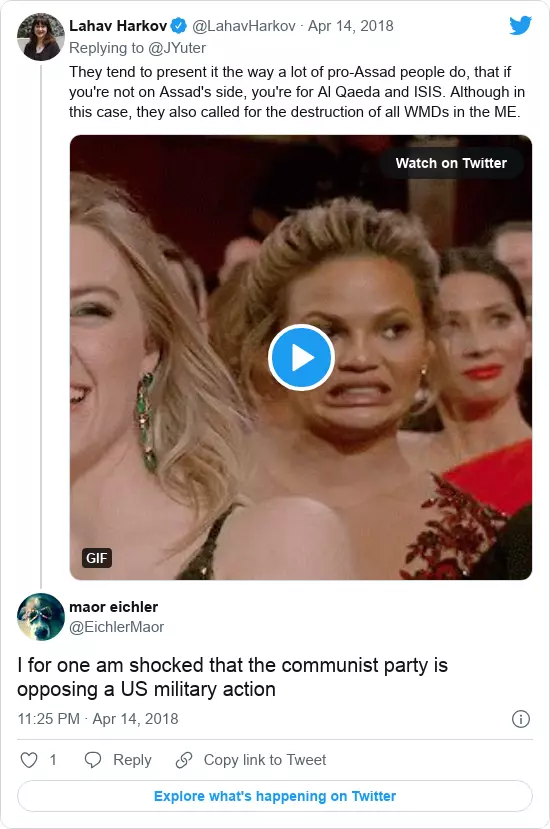 Lahav Harkov @LahavHarkov · Apr 14, 2018
Replying to @JYuter
They tend to present it the way a lot of pro-Assad people do, that if
you're not on Assad's side, you're for Al Qaeda and ISIS. Although in
this case, they also called for the destruction of all WMDs in the ME.
Watch on Twitter
GIF
maor eichler
@EichlerMaor
I for one am shocked that the communist party is
opposing a US military action
11:25 PM · Apr 14, 2018
1 Reply Copy link to Tweet
Explore what's happening on Twitter